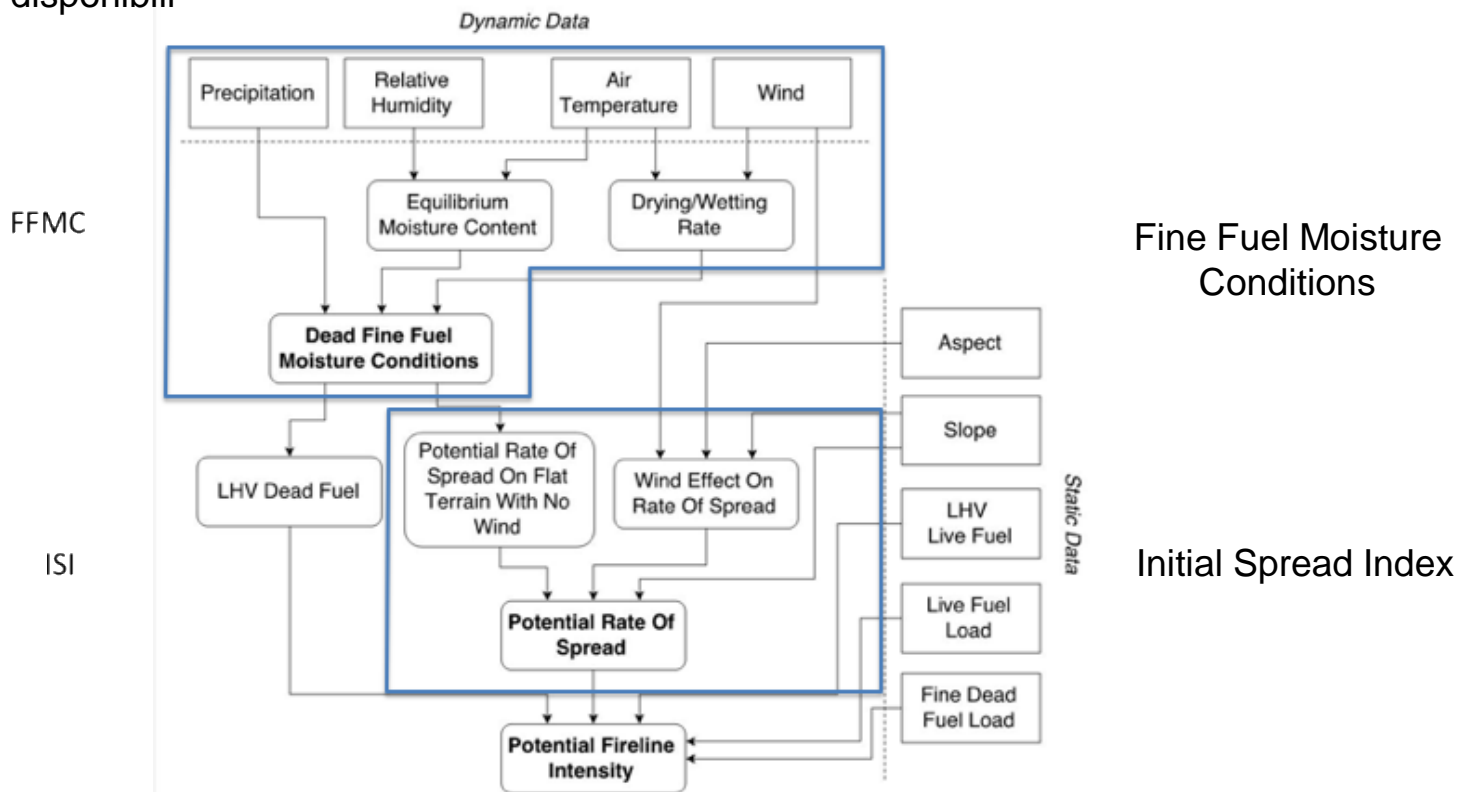 disponibili
Dynamic Data
Precipitation
Relative
Humidity
Air
Temperature
Wind
Equilibrium
Moisture Content
Drying/Wetting
Rate
FFMC
Fine Fuel Moisture
Conditions
Dead Fine Fuel
Moisture Conditions
Aspect
Slope
LHV Dead Fuel
Potential Rate Of
Spread On Flat
Terrain With No
Wind
Wind Effect On
Rate Of Spread
LHV
Live Fuel
Static Data
ISI
Initial Spread Index
Live Fuel
Load
Potential Rate Of
Spread
Fine Dead
Fuel Load
Potential Fireline
Intensity